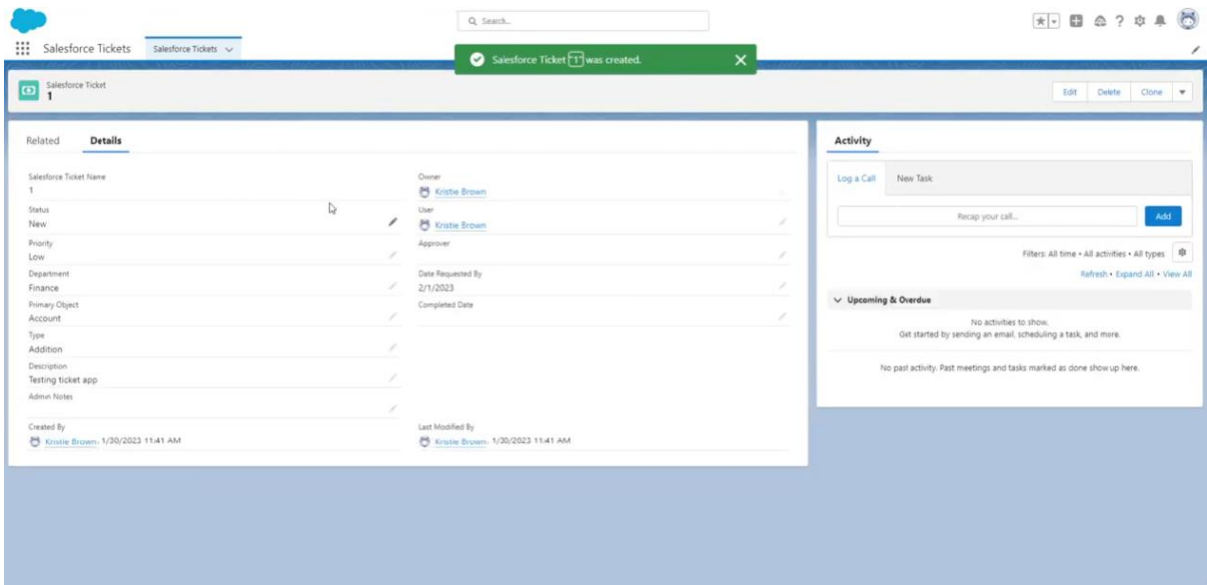 Search...
Salesforce Tickets
Salesforce Tickets
Salesforce Ticket "1" was created.
Salesforce Ticket
1
Edit Delete Clone
Related Details
Salesforce Ticket Name
1
Status
New
Priority
Low
Department
Finance
Primary Object
Account
Type
Addition
Description
Testing ticket app
Admin Notes
Created By
Kristie Brown, 1/30/2023 11:41 AM
Owner
Kristie Brown
User
Kristie Brown
Approver
Date Requested By
2/1/2023
Completed Date
Last Modified By
Kristie Brown, 1/30/2023 11:41 AM
Activity
Log a Call New Task
Recap your call...
Add
Filters: All time • All activities • All types
Refresh • Expand All • View All
Upcoming & Overdue
No activities to show.
Get started by sending an email, scheduling a task, and more.
No past activity. Past meetings and tasks marked as done show up here.